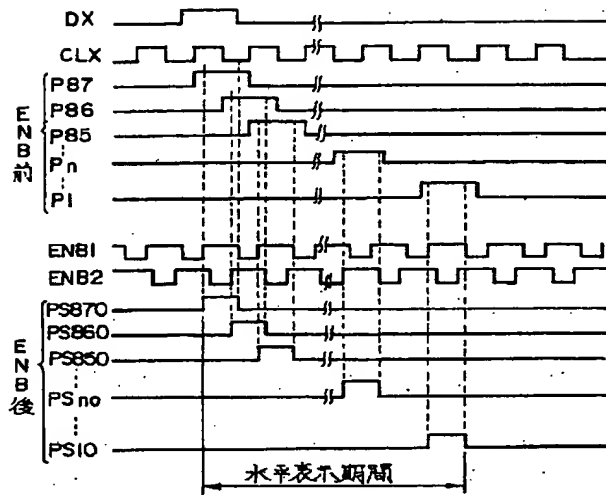 DX
CLX
ENB前
P87
P86
P85
Pn
P1
ENB1
ENB2
ENB後
PS870
PS860
PS850
PSno
PS10
水平表示期間